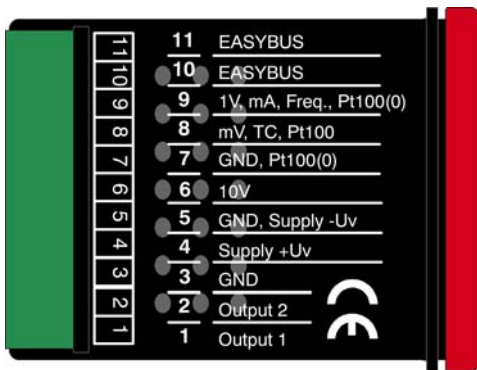 11 11 EASYBUS
10 10 EASYBUS
9 9 1V, mA, Freq., Pt100(0)
8 8 mV, TC, Pt100
7 7 GND, Pt100(0)
6 6 10V
5 5 GND, Supply -Uv
4 4 Supply +Uv
3 3 GND
2 2 Output 2
1 1 Output 1
CE